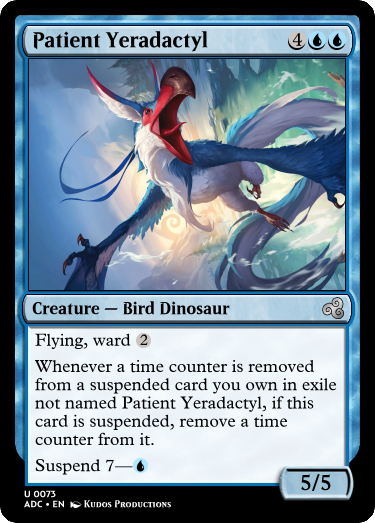 Patient Yeradactyl 4
Creature — Bird Dinosaur
Flying, ward 2
Whenever a time counter is removed
from a suspended card you own in exile
not named Patient Yeradactyl, if this
card is suspended, remove a time
counter from it.
Suspend 7—
5/5
U 0073
ADC • EN Kudos Productions